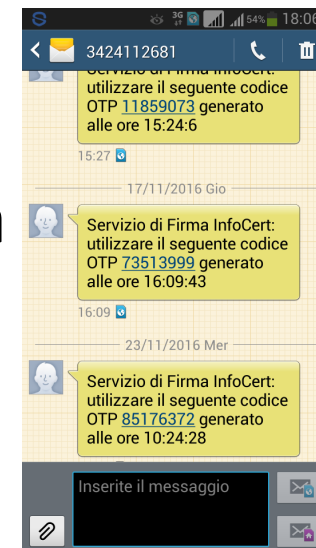 3G 54% 18:06
3424112681
Servizio di Firma InfoCert:
utilizzare il seguente codice
OTP 11859073 generato
alle ore 15:24:6
15:27
17/11/2016 Gio
Servizio di Firma InfoCert:
utilizzare il seguente codice
OTP 73513999 generato
alle ore 16:09:43
16:09
23/11/2016 Mer
Servizio di Firma InfoCert:
utilizzare il seguente codice
OTP 85176372 generato
alle ore 10:24:28
Inserite il messaggio